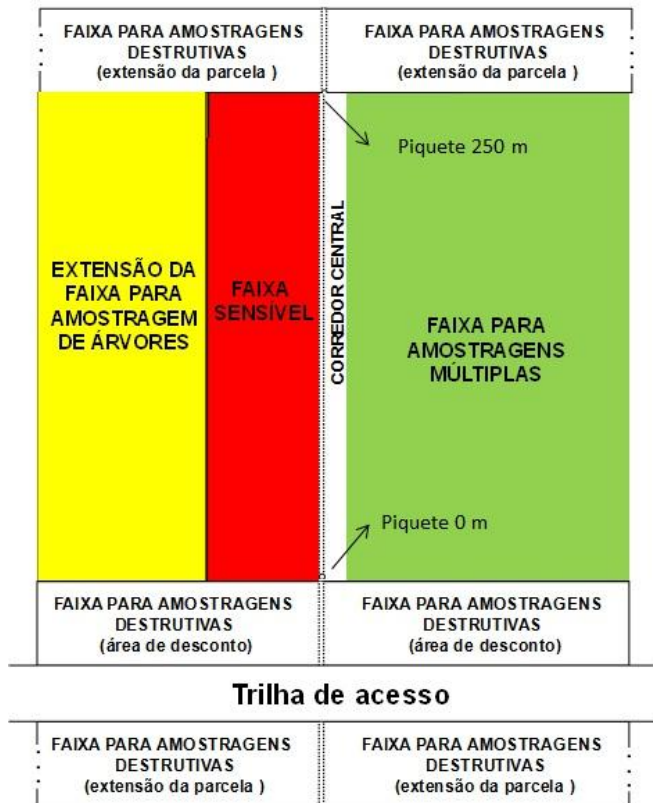 FAIXA PARA AMOSTRAGENS
DESTRUTIVAS
(extensão da parcela )
FAIXA PARA AMOSTRAGENS
DESTRUTIVAS
(extensão da parcela )
Piquete 250 m
EXTENSÃO DA
FAIXA PARA
AMOSTRAGEM
DE ÁRVORES
FAIXA
SENSÍVEL
CORREDOR CENTRAL
FAIXA PARA
AMOSTRAGENS
MÚLTIPLAS
Piquete 0 m
FAIXA PARA AMOSTRAGENS
DESTRUTIVAS
(área de desconto)
FAIXA PARA AMOSTRAGENS
DESTRUTIVAS
(área de desconto)
Trilha de acesso
FAIXA PARA AMOSTRAGENS
DESTRUTIVAS
(extensão da parcela )
FAIXA PARA AMOSTRAGENS
DESTRUTIVAS
(extensão da parcela )